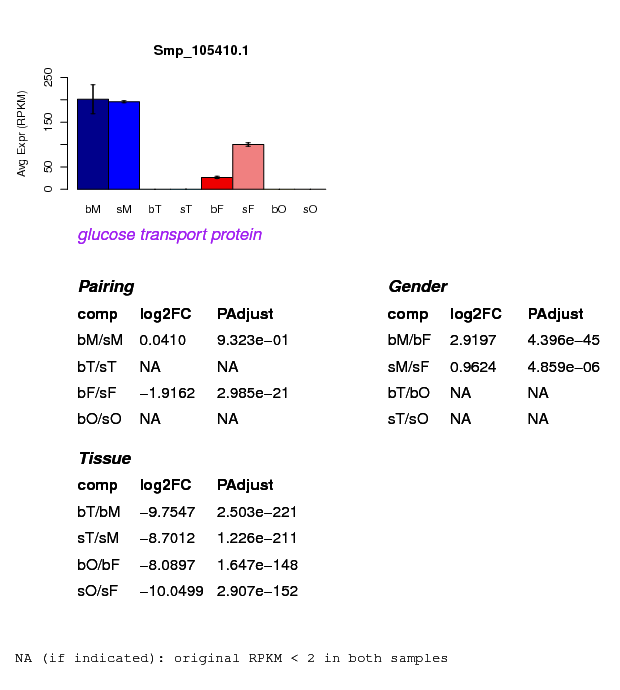 Smp_105410.1
Avg Expr (RPKM)
250
150
50
0
bM sM bT sT bF sF bO sO
glucose transport protein
Pairing
comp log2FC PAdjust
bM/sM 0.0410 9.323e−01
bT/sT NA NA
bF/sF −1.9162 2.985e−21
bO/sO NA NA
Gender
comp log2FC PAdjust
bM/bF 2.9197 4.396e−45
sM/sF 0.9624 4.859e−06
bT/bO NA NA
sT/sO NA NA
Tissue
comp log2FC PAdjust
bT/bM −9.7547 2.503e−221
sT/sM −8.7012 1.226e−211
bO/bF −8.0897 1.647e−148
sO/sF −10.0499 2.907e−152
NA (if indicated): original RPKM < 2 in both samples